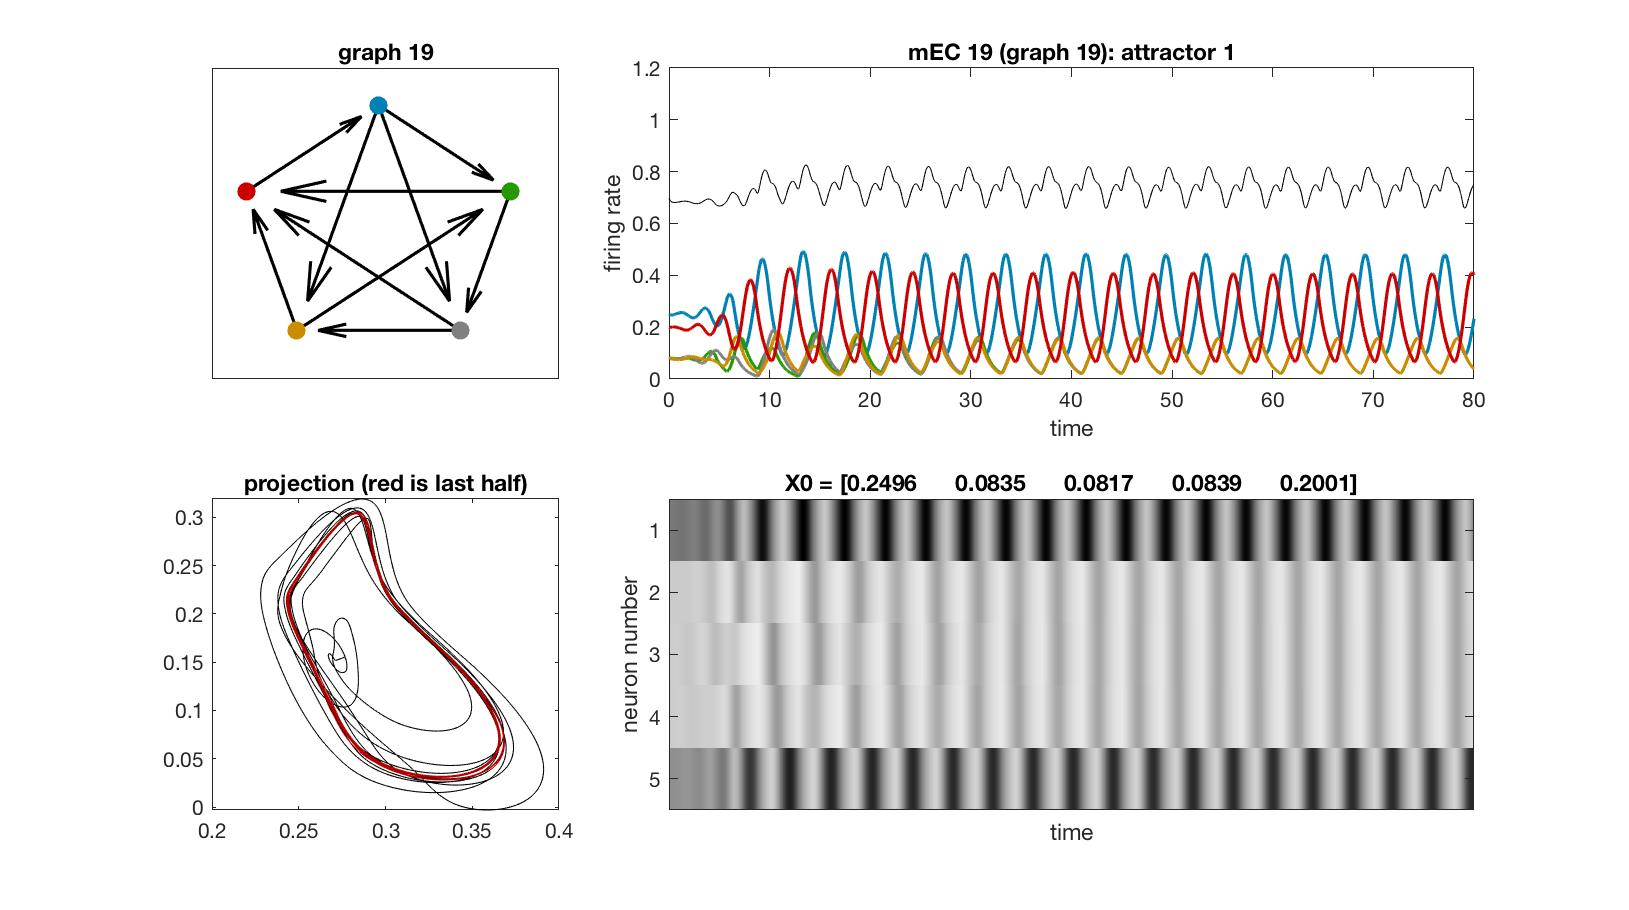 graph 19
mEC 19 (graph 19): attractor 1
1.2
1
0.8
0.6
0.4
0.2
0
firing rate
0 10 20 30 40 50 60 70 80
time
projection (red is last half)
0.3
0.25
0.2
0.15
0.1
0.05
0
0.2 0.25 0.3 0.35 0.4
X0 = [0.2496 0.0835 0.0817 0.0839 0.2001]
1
2
3
4
5
neuron number
time